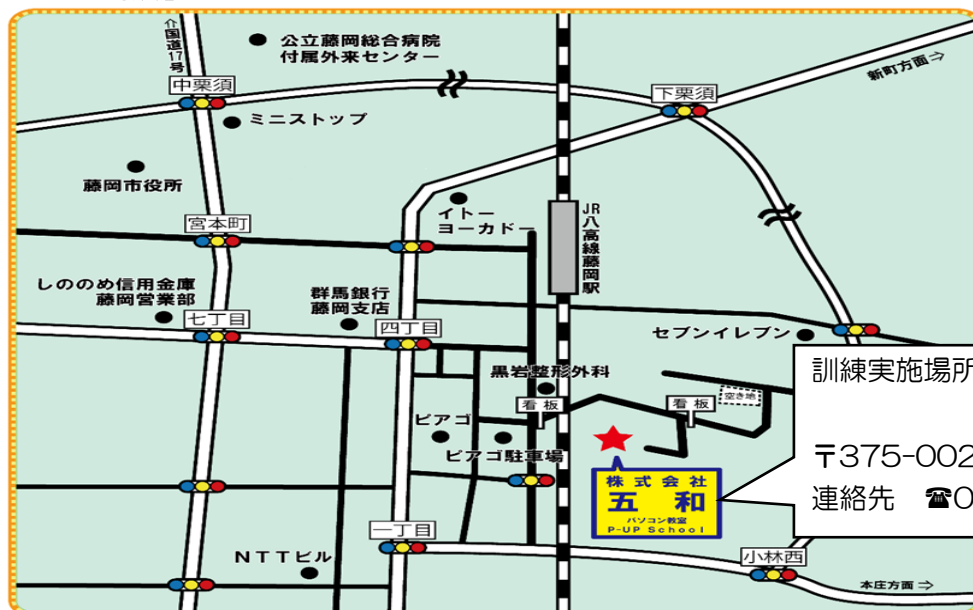 公立藤岡総合病院
付属外来センター
⇦国道17号
中栗須
下栗須
新町方面⇨
ミニストップ
藤岡市役所
イトー
ヨーカドー
JR八高線藤岡駅
宮本町
しののめ信用金庫
藤岡営業部
群馬銀行
藤岡支店
七丁目
四丁目
セブンイレブン
黒岩整形外科
訓練実施場所
看板
看板
空き地
ピアゴ
ピアゴ駐車場
〒375-002
連絡先 ☎0
株式会社
五和
パソコン教室
P-UP School
一丁目
NTTビル
小林西
本庄方面⇨